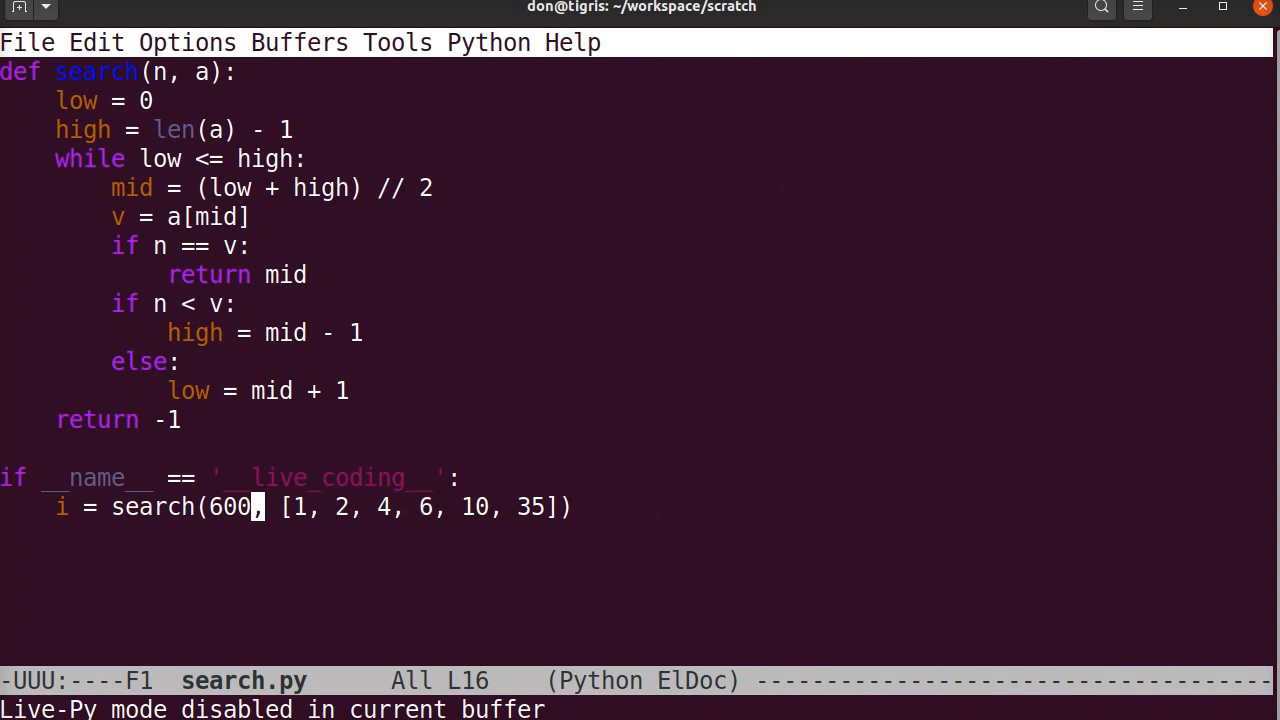 don@tigris: ~/workspace/scratch
File Edit Options Buffers Tools Python Help
def search(n, a):
    low = 0
    high = len(a) - 1
    while low <= high:
        mid = (low + high) // 2
        v = a[mid]
        if n == v:
            return mid
        if n < v:
            high = mid - 1
        else:
            low = mid + 1
    return -1
if __name__ == '__live_coding__':
    i = search(600, [1, 2, 4, 6, 10, 35])
-UUU:----F1  search.py      All L16    (Python ElDoc) -------------------------------------
Live-Py mode disabled in current buffer